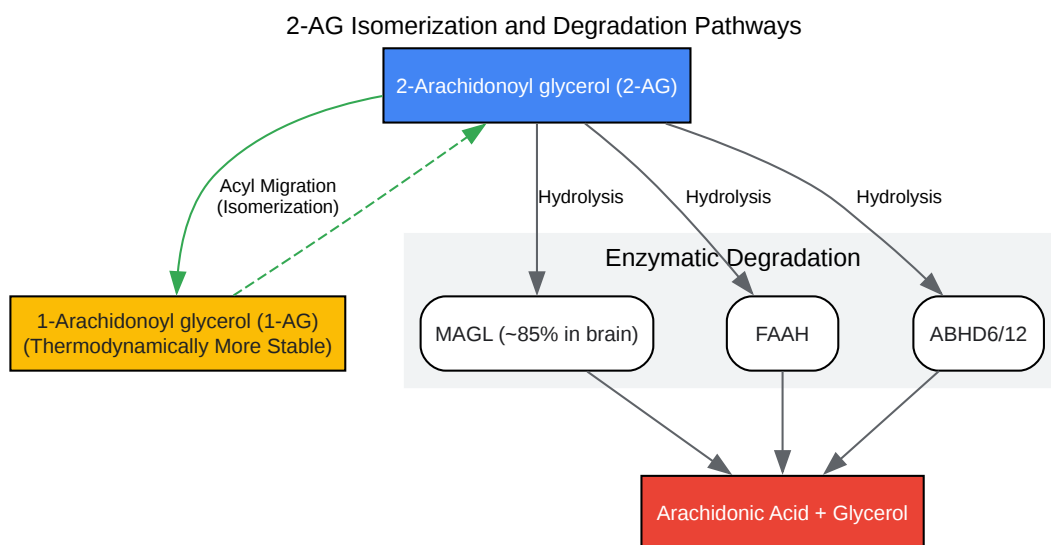 2-AG Isomerization and Degradation Pathways
2-Arachidonoyl glycerol (2-AG)
Acyl Migration
(Isomerization)
Hydrolysis
Hydrolysis
Hydrolysis
Enzymatic Degradation
1-Arachidonoyl glycerol (1-AG)
(Thermodynamically More Stable)
MAGL (~85% in brain)
FAAH
ABHD6/12
Arachidonic Acid + Glycerol